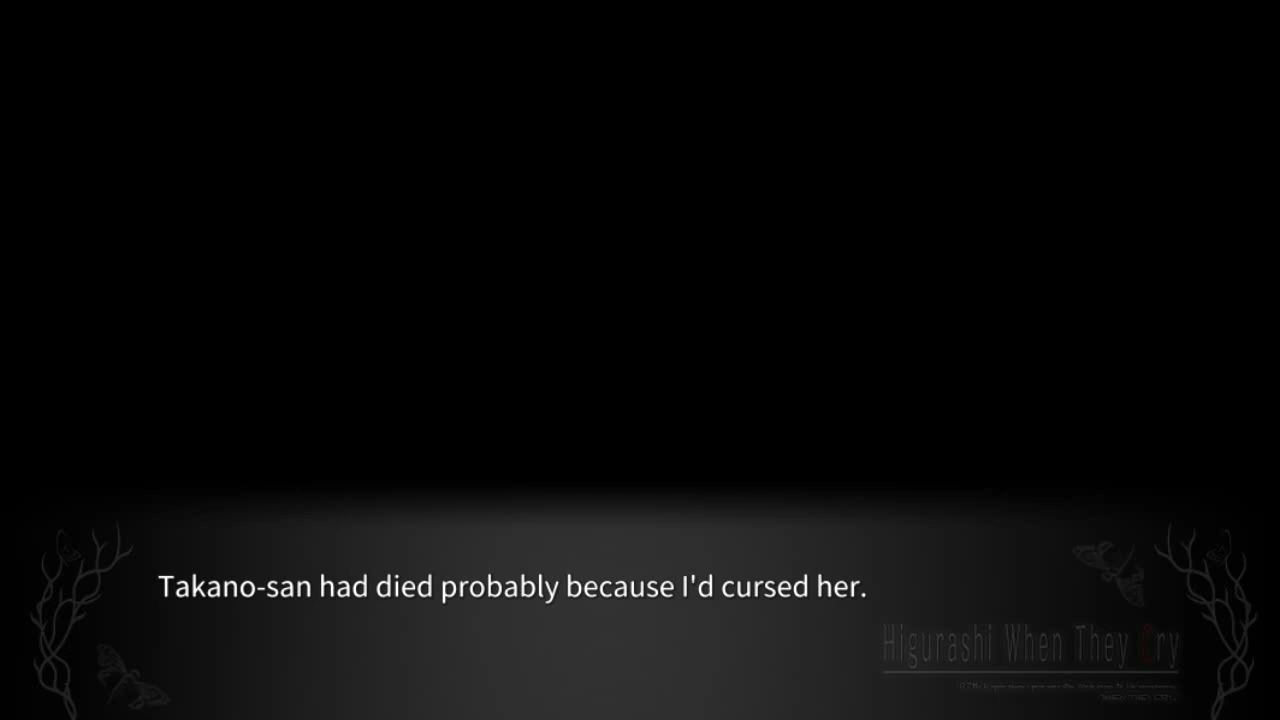 Takano-san had died probably because I'd cursed her.
Higurashi When They Cry